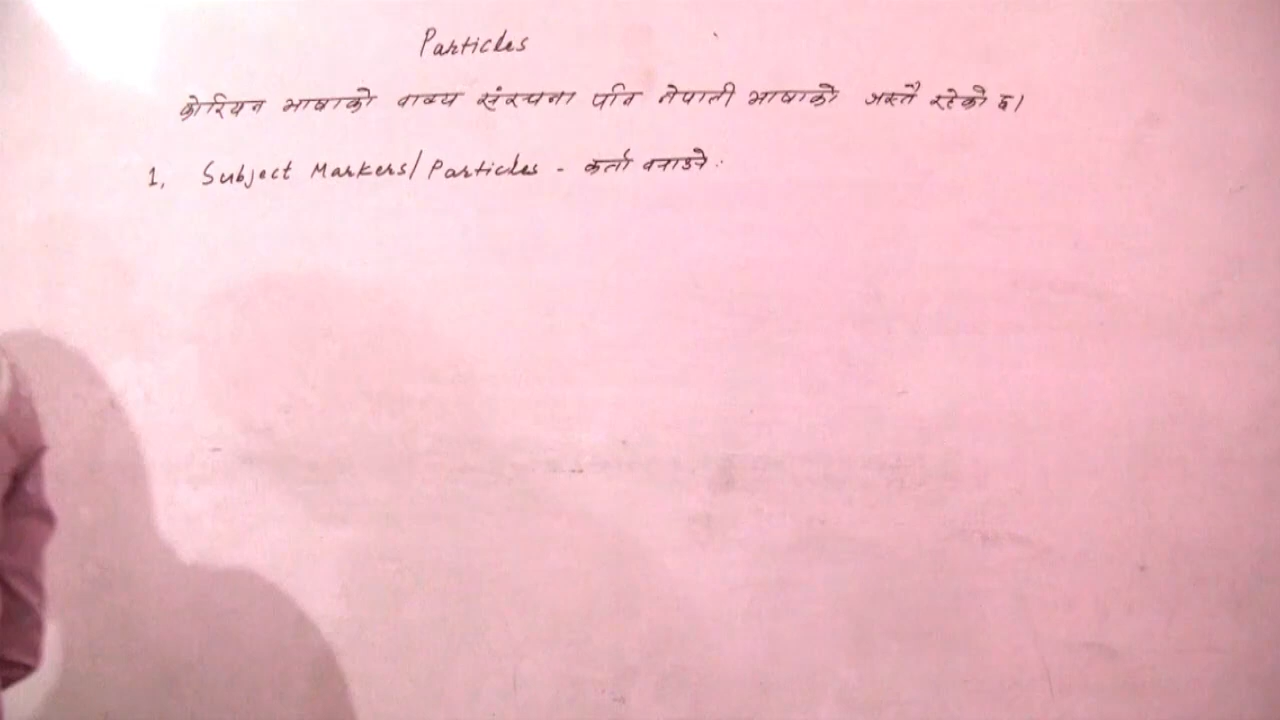 Particles
कोरियन भाषाको वाक्य संरचना पनि नेपाली भाषाको जस्तै रहेको छ।
1, Subject Markers/Particles - कर्ता बनाउने :